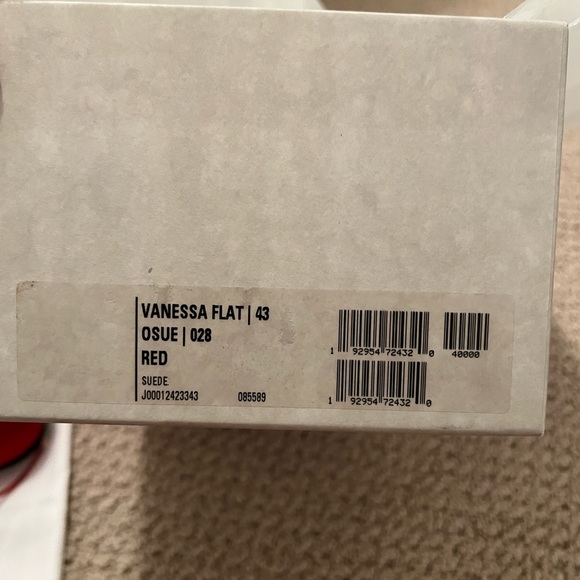 VANESSA FLAT | 43
OSUE | 028
RED
SUEDE
J00012423343 085589
1 92954 72432 0 40000
1 92954 72432 0